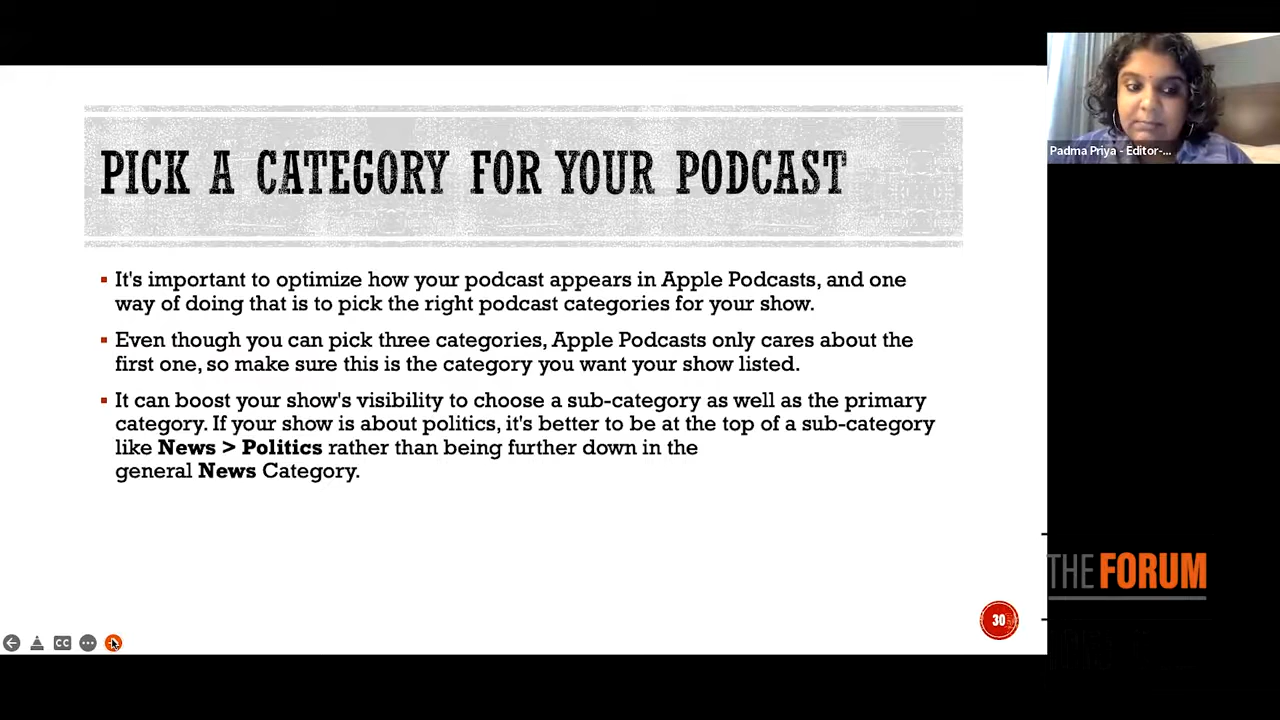 PICK A CATEGORY FOR YOUR PODCAST
Padma Priya - Editor-...
It's important to optimize how your podcast appears in Apple Podcasts, and one
way of doing that is to pick the right podcast categories for your show.
Even though you can pick three categories, Apple Podcasts only cares about the
first one, so make sure this is the category you want your show listed.
It can boost your show's visibility to choose a sub-category as well as the primary
category. If your show is about politics, it's better to be at the top of a sub-category
like News > Politics rather than being further down in the
general News Category.
THE FORUM
30
CC